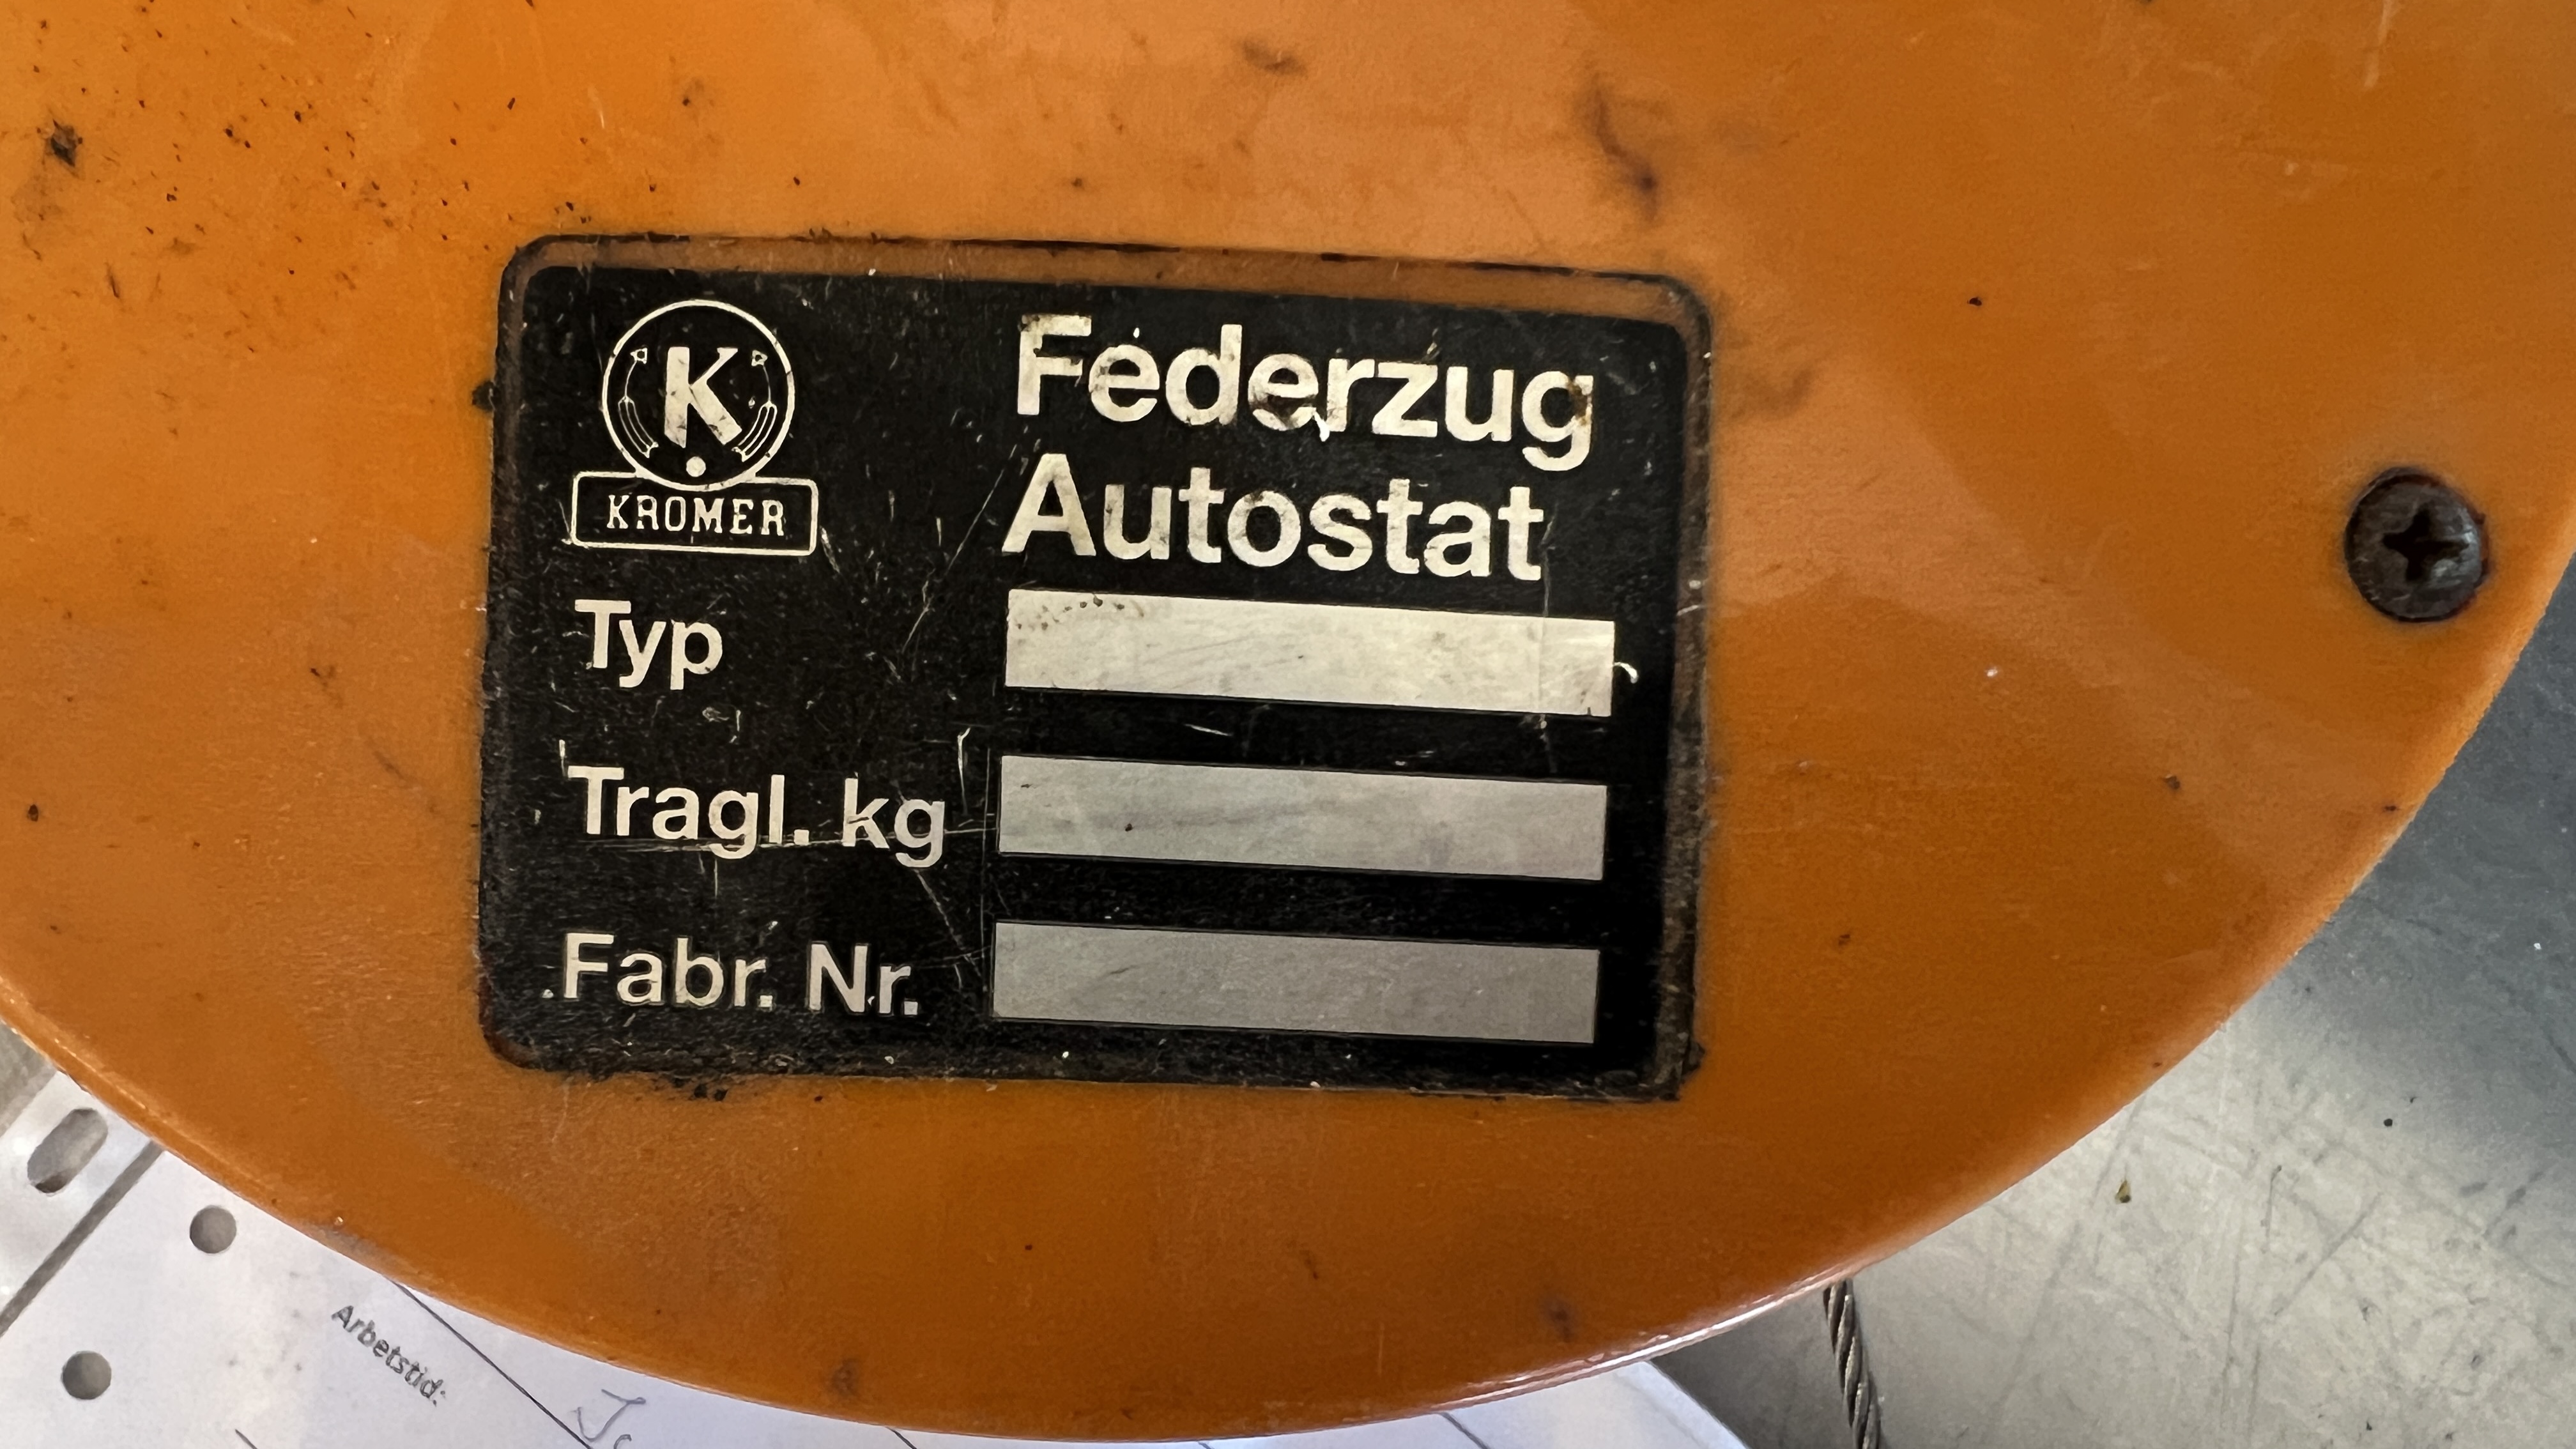 K
KROMER
Federzug
Autostat
Typ
Tragl. kg
Fabr. Nr.
Arbetstid: